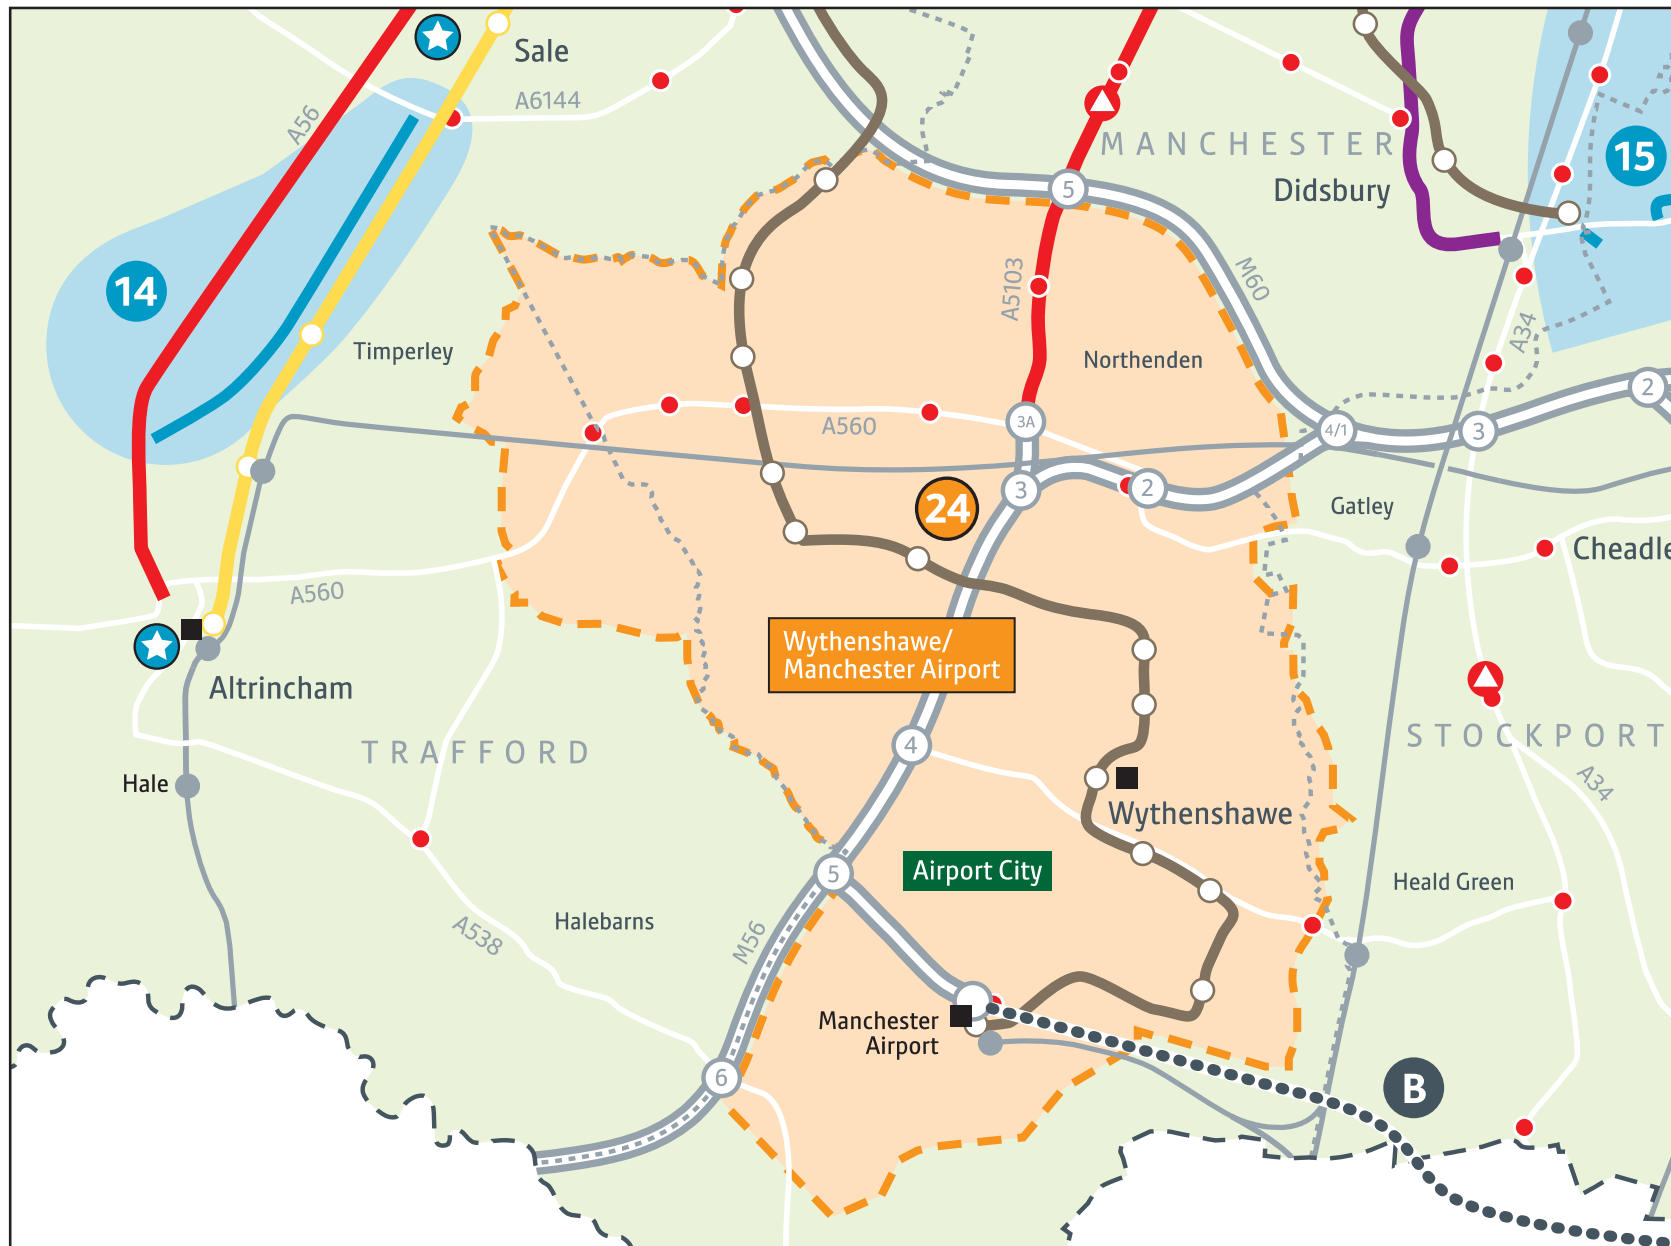 Sale
A6144
A56
MANCHESTER
Didsbury
15
5
14
M60
A5103
A34
Timperley
Northenden
2
3A
A560
4/1
3
3
2
24
Gatley
Cheadle
A560
Wythenshawe/
Manchester Airport
Altrincham
TRAFFORD
4
STOCKPORT
A34
Hale
Wythenshawe
5
Airport City
Heald Green
Halebarns
A538
M56
Manchester
Airport
6
B